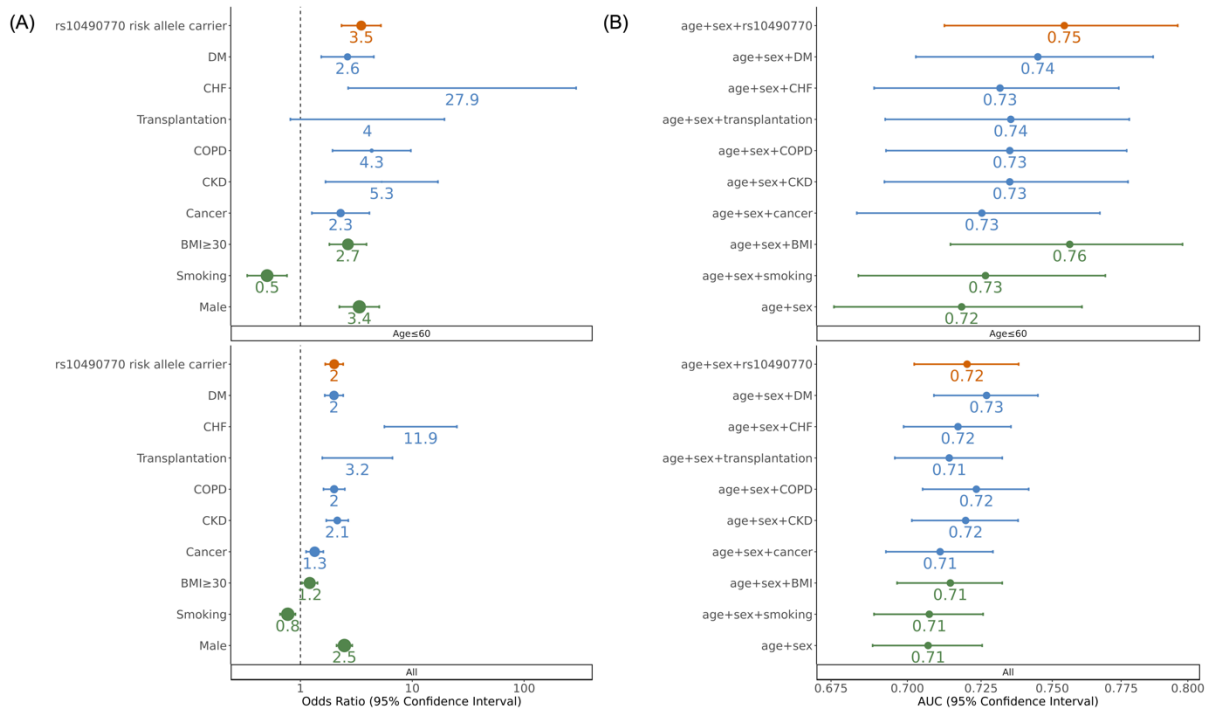 (A)
rs10490770 risk allele carrier
3.5
DM
2.6
CHF
27.9
Transplantation
4
COPD
4.3
CKD
5.3
Cancer
2.3
BMI≥30
2.7
Smoking
0.5
Male
3.4
Age≤60
rs10490770 risk allele carrier
2
DM
2
CHF
11.9
Transplantation
3.2
COPD
2
CKD
2.1
Cancer
1.3
BMI≥30
1.2
Smoking
0.8
Male
2.5
All
1 10 100
Odds Ratio (95% Confidence Interval)
(B)
age+sex+rs10490770
0.75
age+sex+DM
0.74
age+sex+CHF
0.73
age+sex+transplantation
0.74
age+sex+COPD
0.73
age+sex+CKD
0.73
age+sex+cancer
0.73
age+sex+BMI
0.76
age+sex+smoking
0.73
age+sex
0.72
Age≤60
age+sex+rs10490770
0.72
age+sex+DM
0.73
age+sex+CHF
0.72
age+sex+transplantation
0.71
age+sex+COPD
0.72
age+sex+CKD
0.72
age+sex+cancer
0.71
age+sex+BMI
0.71
age+sex+smoking
0.71
age+sex
0.71
All
0.675 0.700 0.725 0.750 0.775 0.800
AUC (95% Confidence Interval)